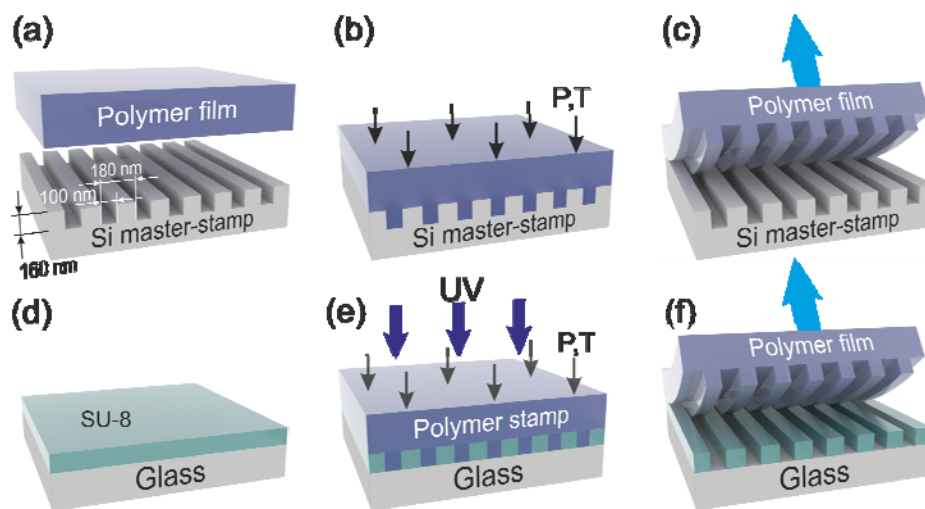 (a)
Polymer film
180 nm
100 nm
Si master-stamp
160 nm
(b)
P,T
Si master-stamp
(c)
Polymer film
Si master-stamp
(d)
SU-8
Glass
(e)
UV
P,T
Polymer stamp
Glass
(f)
Polymer film
Glass